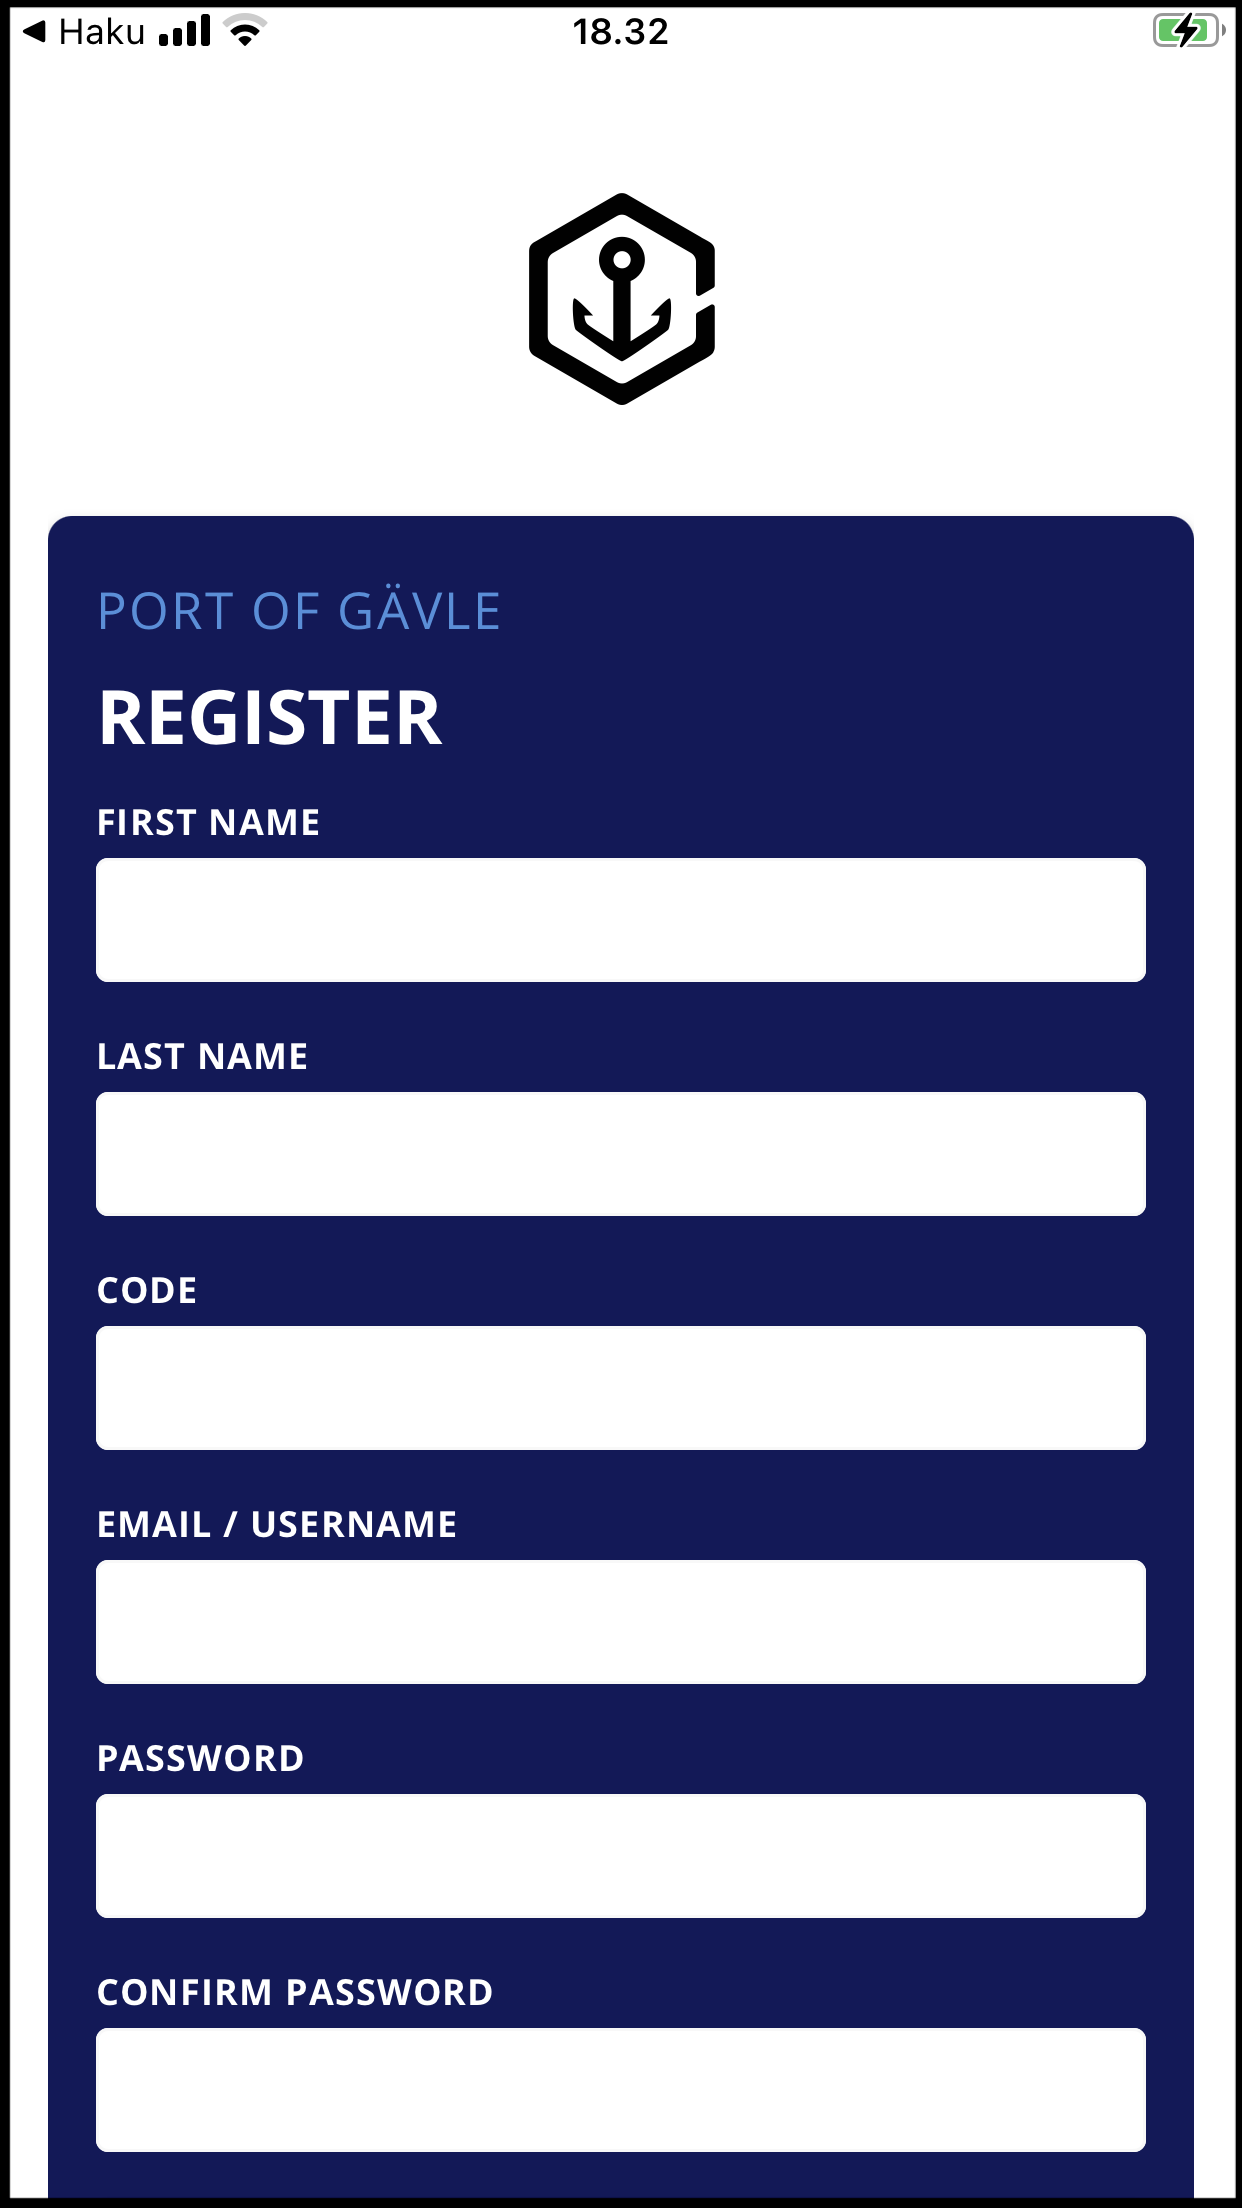 Haku
18.32
PORT OF GÄVLE
REGISTER
FIRST NAME
LAST NAME
CODE
EMAIL / USERNAME
PASSWORD
CONFIRM PASSWORD